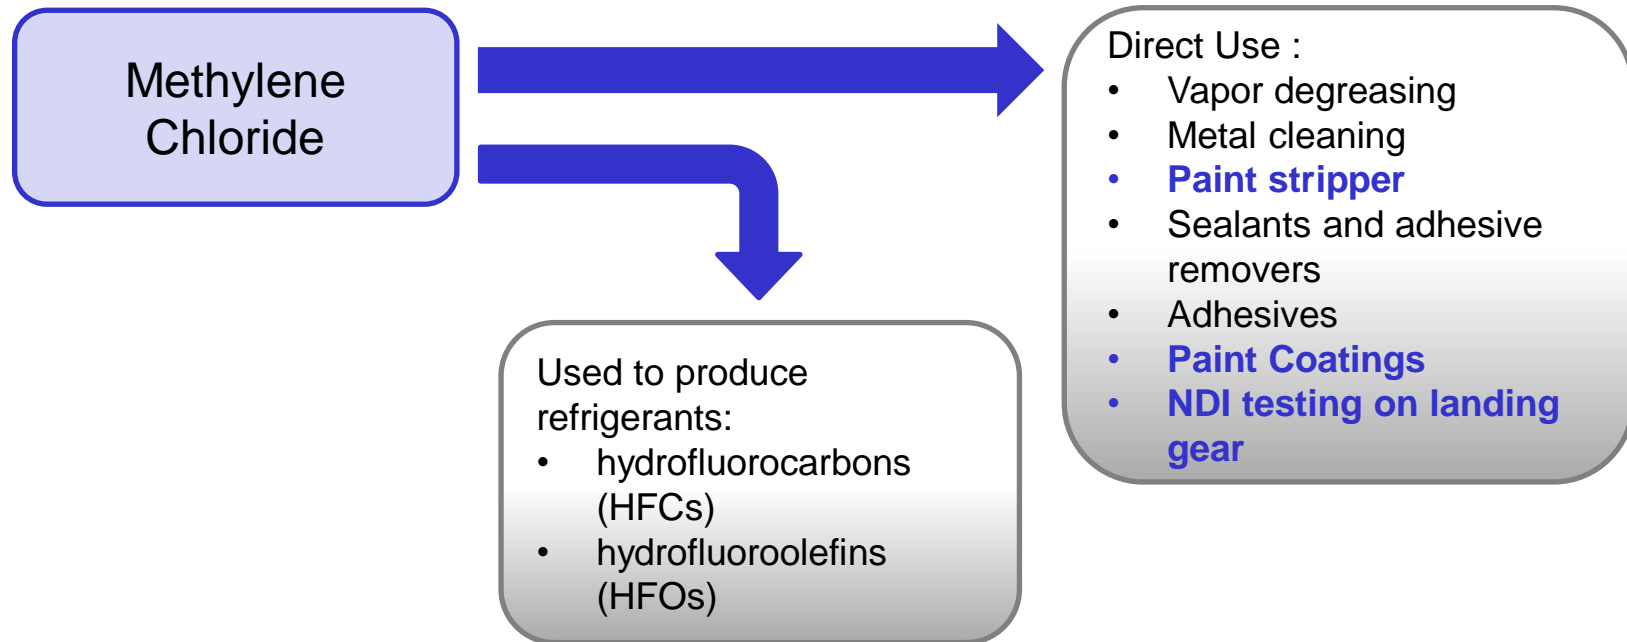 Methylene
Chloride
Direct Use :
• Vapor degreasing
• Metal cleaning
• Paint stripper
• Sealants and adhesive
removers
• Adhesives
• Paint Coatings
• NDI testing on landing
gear
Used to produce
refrigerants:
• hydrofluorocarbons
(HFCs)
• hydrofluoroolefins
(HFOs)